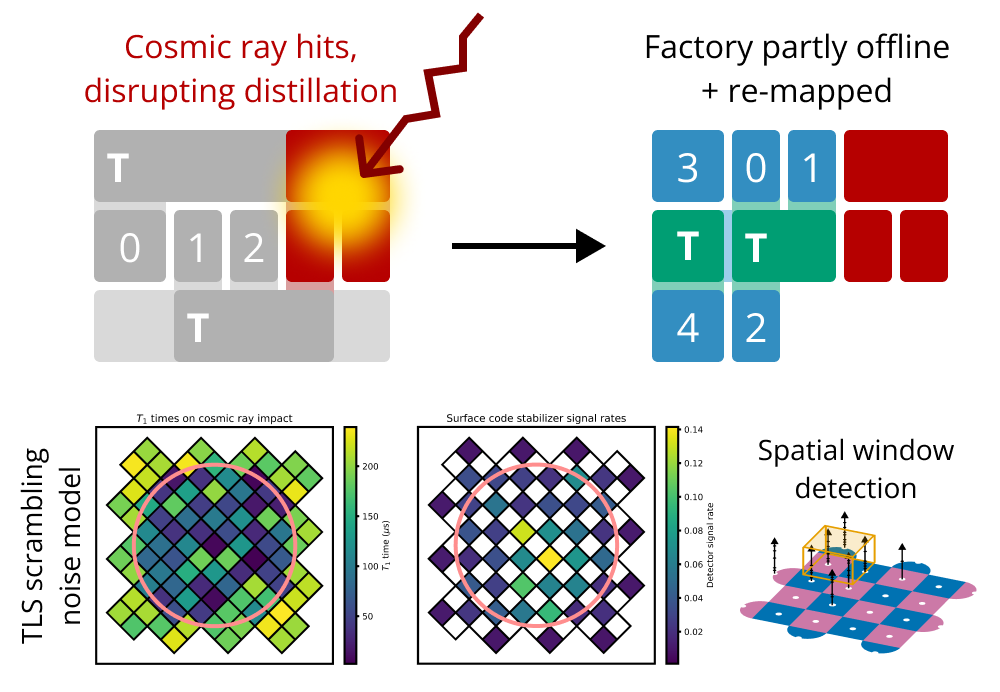 Cosmic ray hits,
disrupting distillation
Factory partly offline
+ re-mapped
T
0 1 2
T
3 0 1
T T
4 2
TLS scrambling
noise model
T₁ times on cosmic ray impact
200
150
100
50
T₁ time (μs)
Surface code stabilizer signal rates
0.14
0.12
0.10
0.08
0.06
0.04
0.02
Detector signal rate
Spatial window
detection